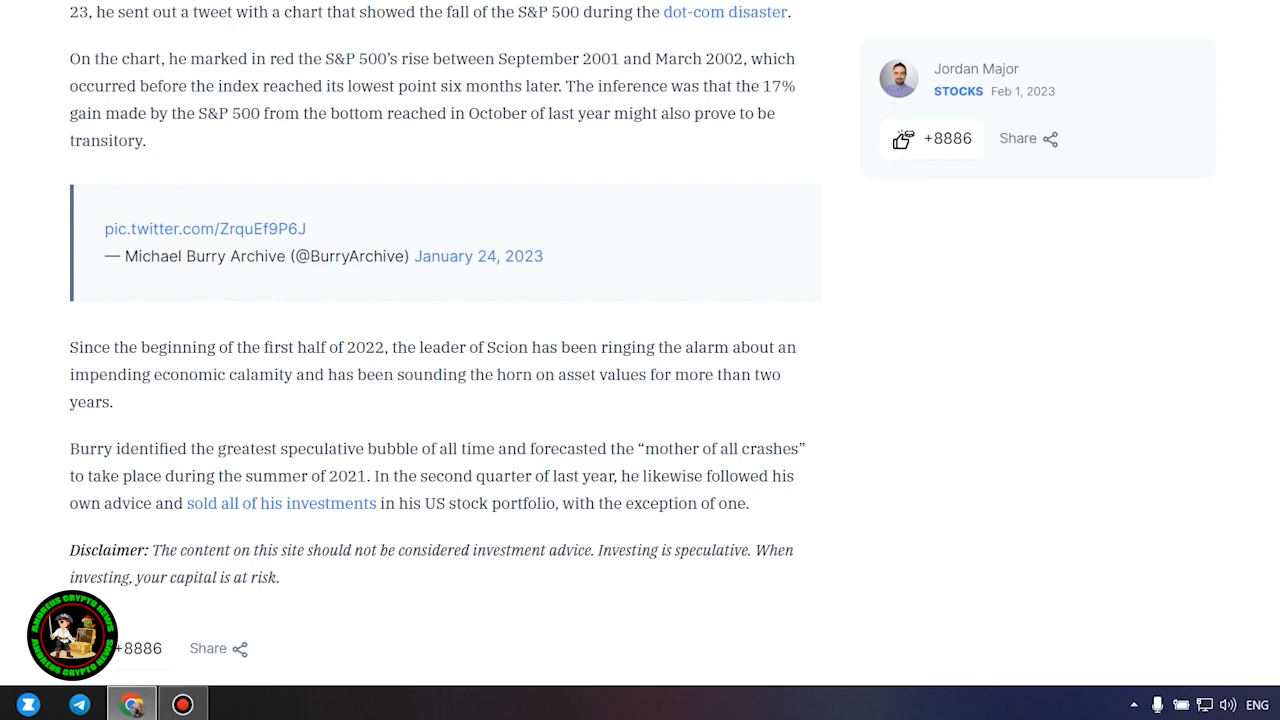 23, he sent out a tweet with a chart that showed the fall of the S&P 500 during the dot-com disaster.
On the chart, he marked in red the S&P 500’s rise between September 2001 and March 2002, which
occurred before the index reached its lowest point six months later. The inference was that the 17%
gain made by the S&P 500 from the bottom reached in October of last year might also prove to be
transitory.
pic.twitter.com/ZrquEf9P6J
— Michael Burry Archive (@BurryArchive) January 24, 2023
Since the beginning of the first half of 2022, the leader of Scion has been ringing the alarm about an
impending economic calamity and has been sounding the horn on asset values for more than two
years.
Burry identified the greatest speculative bubble of all time and forecasted the “mother of all crashes”
to take place during the summer of 2021. In the second quarter of last year, he likewise followed his
own advice and sold all of his investments in his US stock portfolio, with the exception of one.
Disclaimer: The content on this site should not be considered investment advice. Investing is speculative. When
investing, your capital is at risk.
+8886 Share
Jordan Major
STOCKS Feb 1, 2023
+8886 Share
ANDREUS CRYPTO NEWS
ANDREUS CRYPTO NEWS
ENG